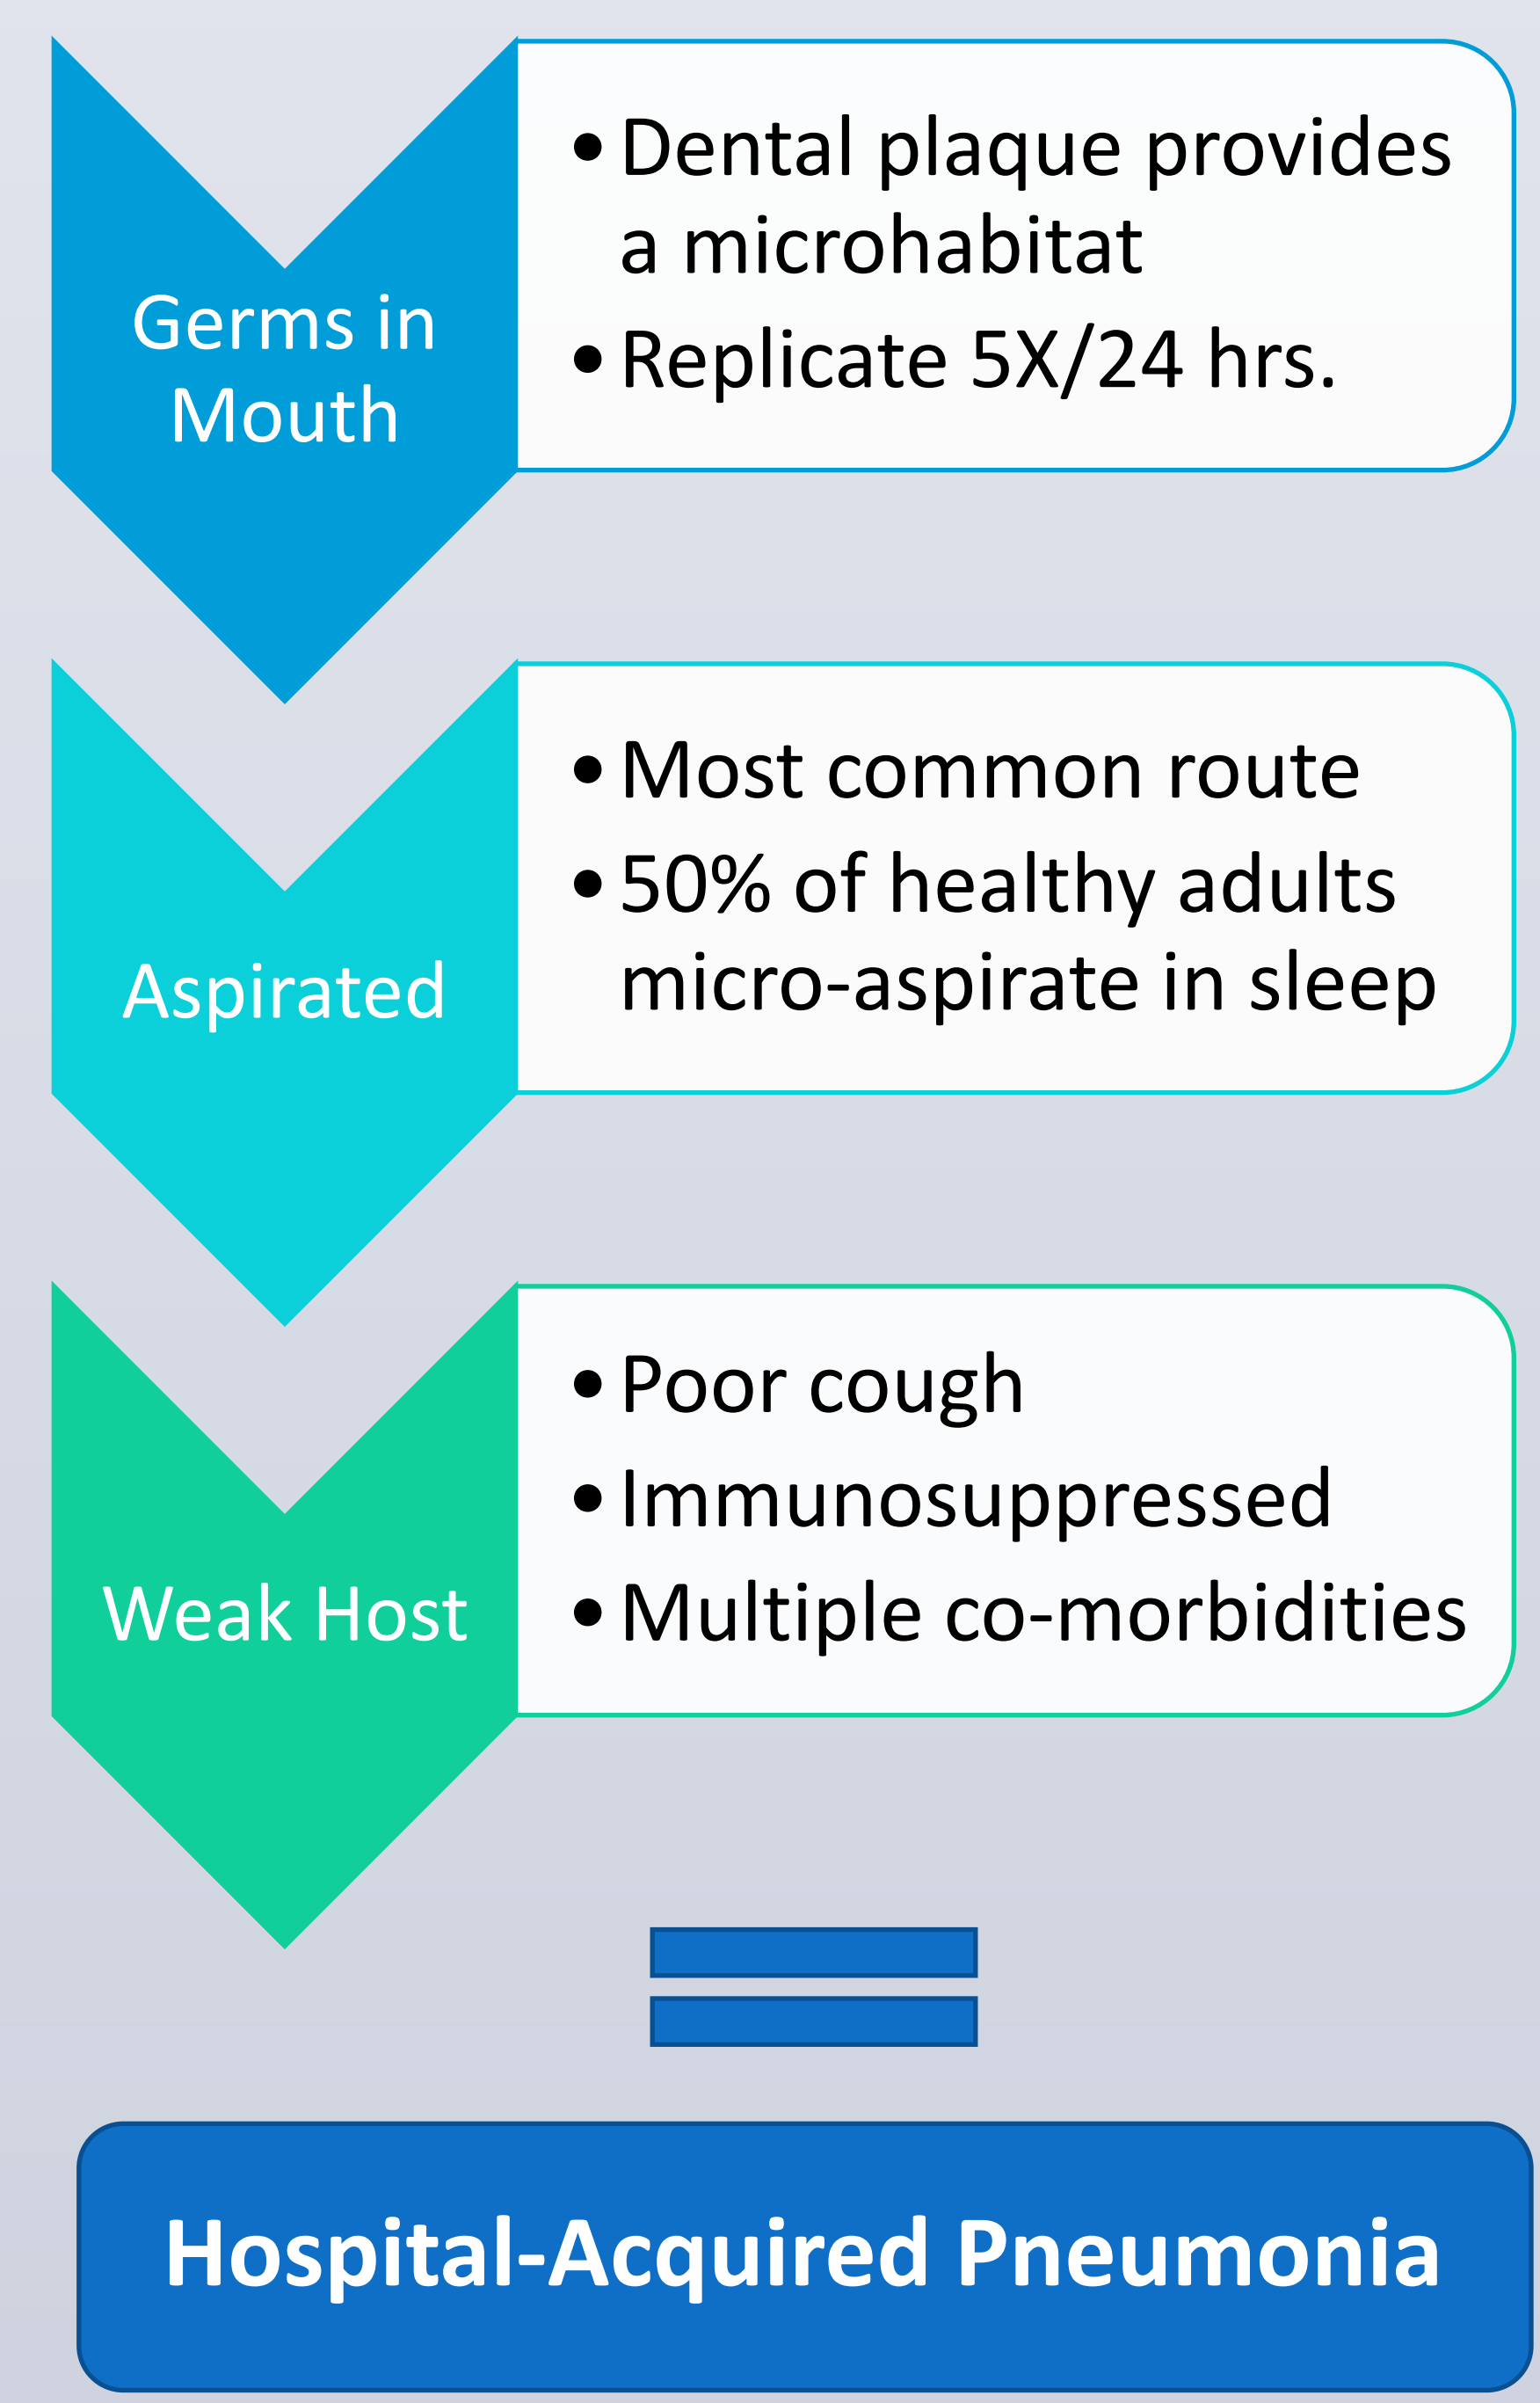 Germs in
Mouth
• Dental plaque provides
a microhabitat
• Replicate 5X/24 hrs.
Aspirated
• Most common route
• 50% of healthy adults
micro-aspirate in sleep
Weak Host
• Poor cough
• Immunosuppressed
• Multiple co-morbidities
Hospital-Acquired Pneumonia